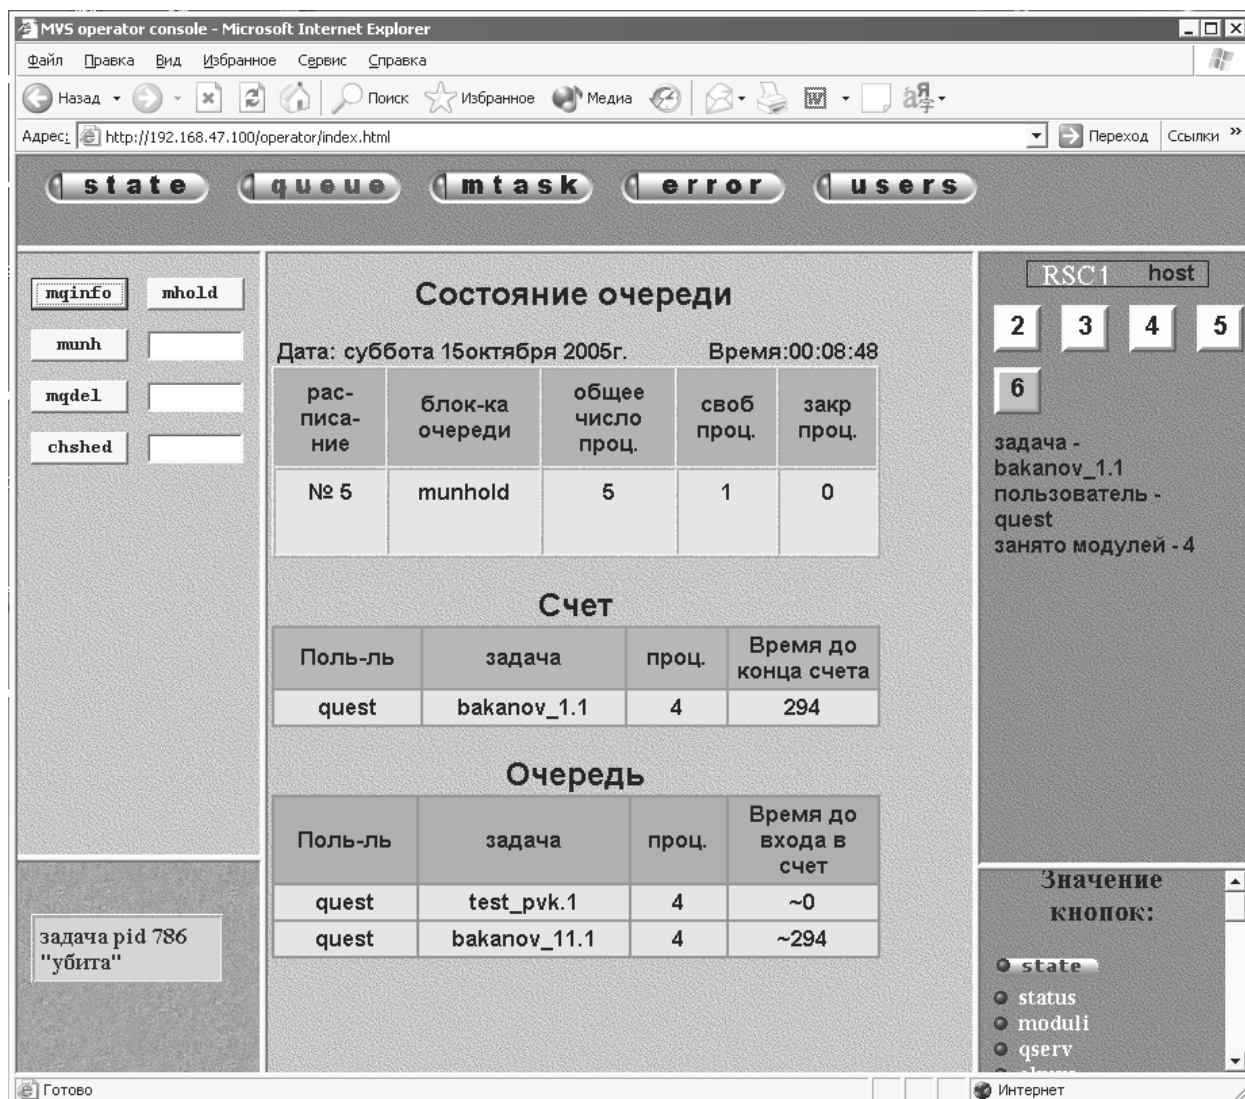 MVS operator console - Microsoft Internet Explorer
Файл Правка Вид Избранное Сервис Справка
Назад Поиск Избранное Медиа
Адрес: http://192.168.47.100/operator/index.html Переход Ссылки »
state queue mtask error users
mqinfo mhold
munh
mqdel
chshed
задача pid 786
"убита"
Состояние очереди
Дата: суббота 15октября 2005г. Время:00:08:48
рас-
писа-
ние
блок-ка
очереди
общее
число
проц.
своб
проц.
закр
проц.
№ 5 munhold 5 1 0
Счет
Поль-ль задача проц. Время до
конца счета
quest bakanov_1.1 4 294
Очередь
Поль-ль задача проц. Время до
входа в
счет
quest test_pvk.1 4 ~0
quest bakanov_11.1 4 ~294
RSC1 host
2 3 4 5
6
задача -
bakanov_1.1
пользователь -
quest
занято модулей - 4
Значение
кнопок:
state
status
moduli
qserv
Готово Интернет